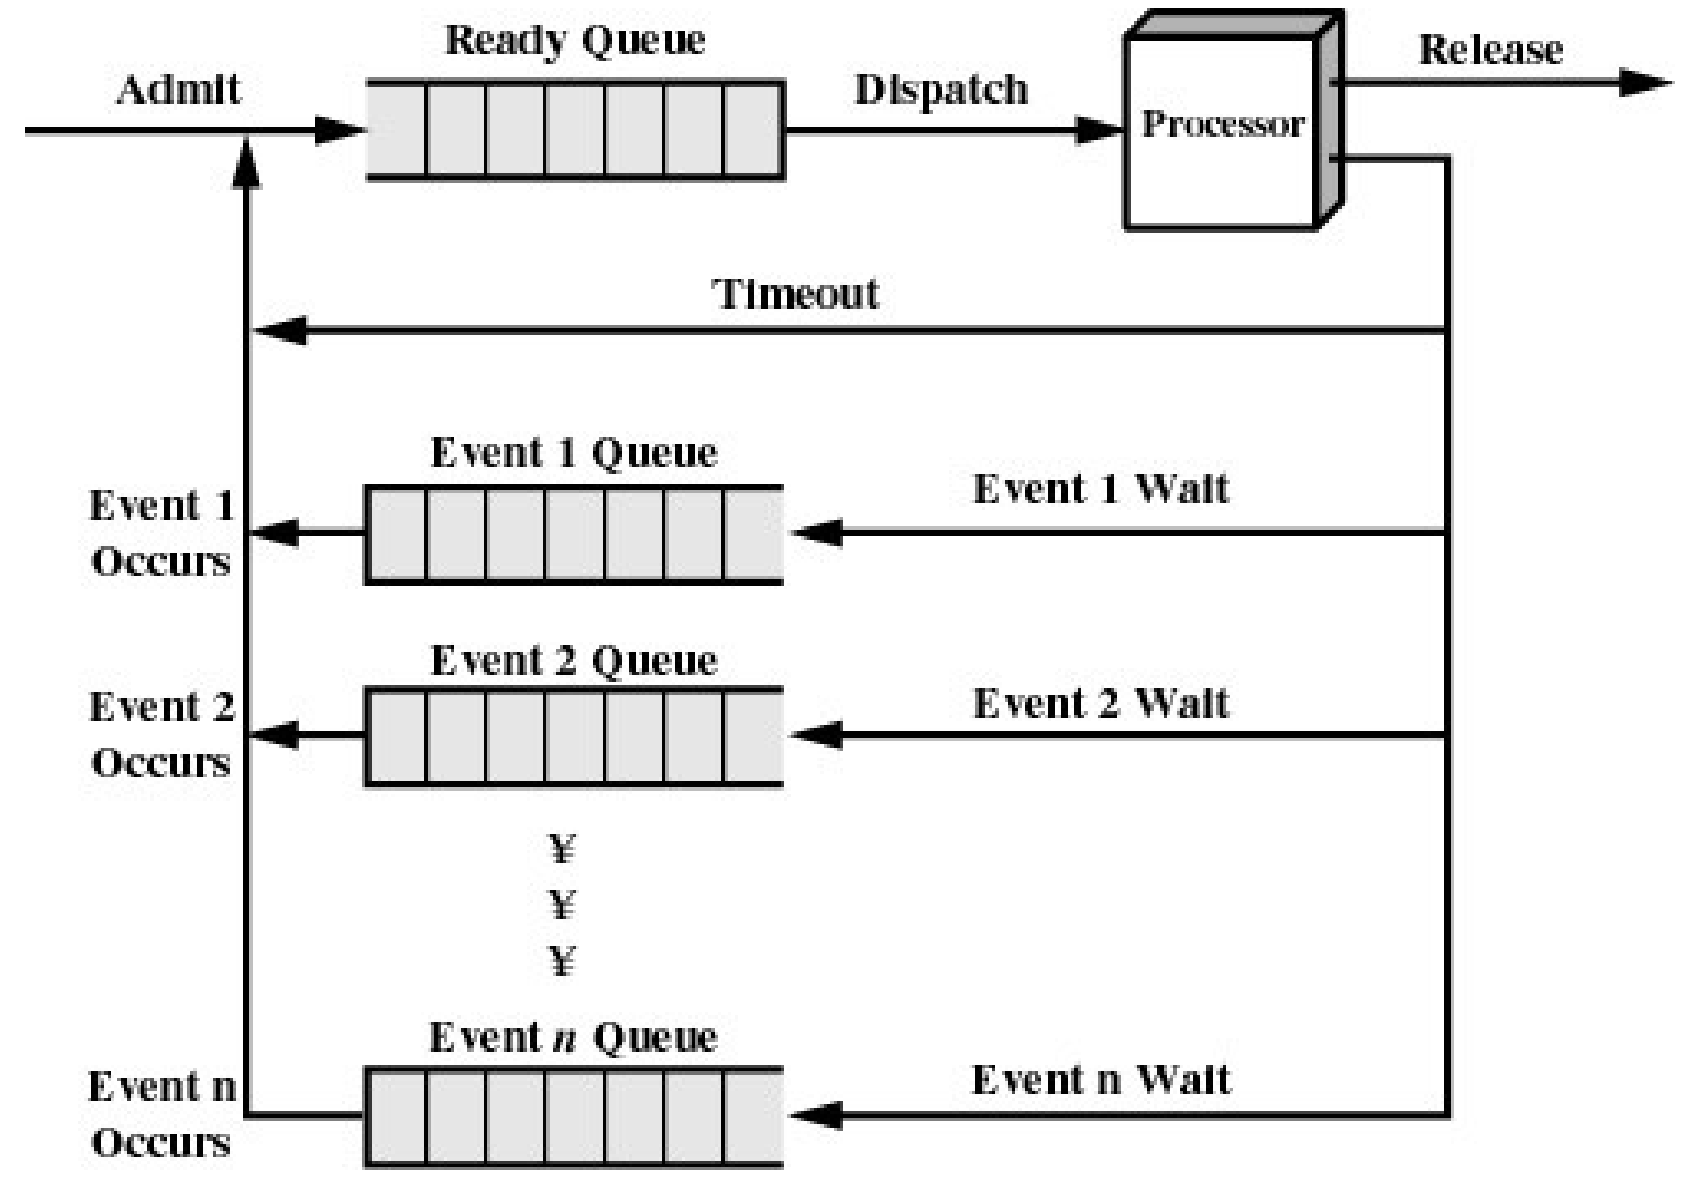 Ready Queue
Admit
Dispatch
Processor
Release
Timeout
Event 1 Queue
Event 1
Occurs
Event 1 Wait
Event 2 Queue
Event 2
Occurs
Event 2 Wait
¥
¥
¥
Event n Queue
Event n
Occurs
Event n Wait